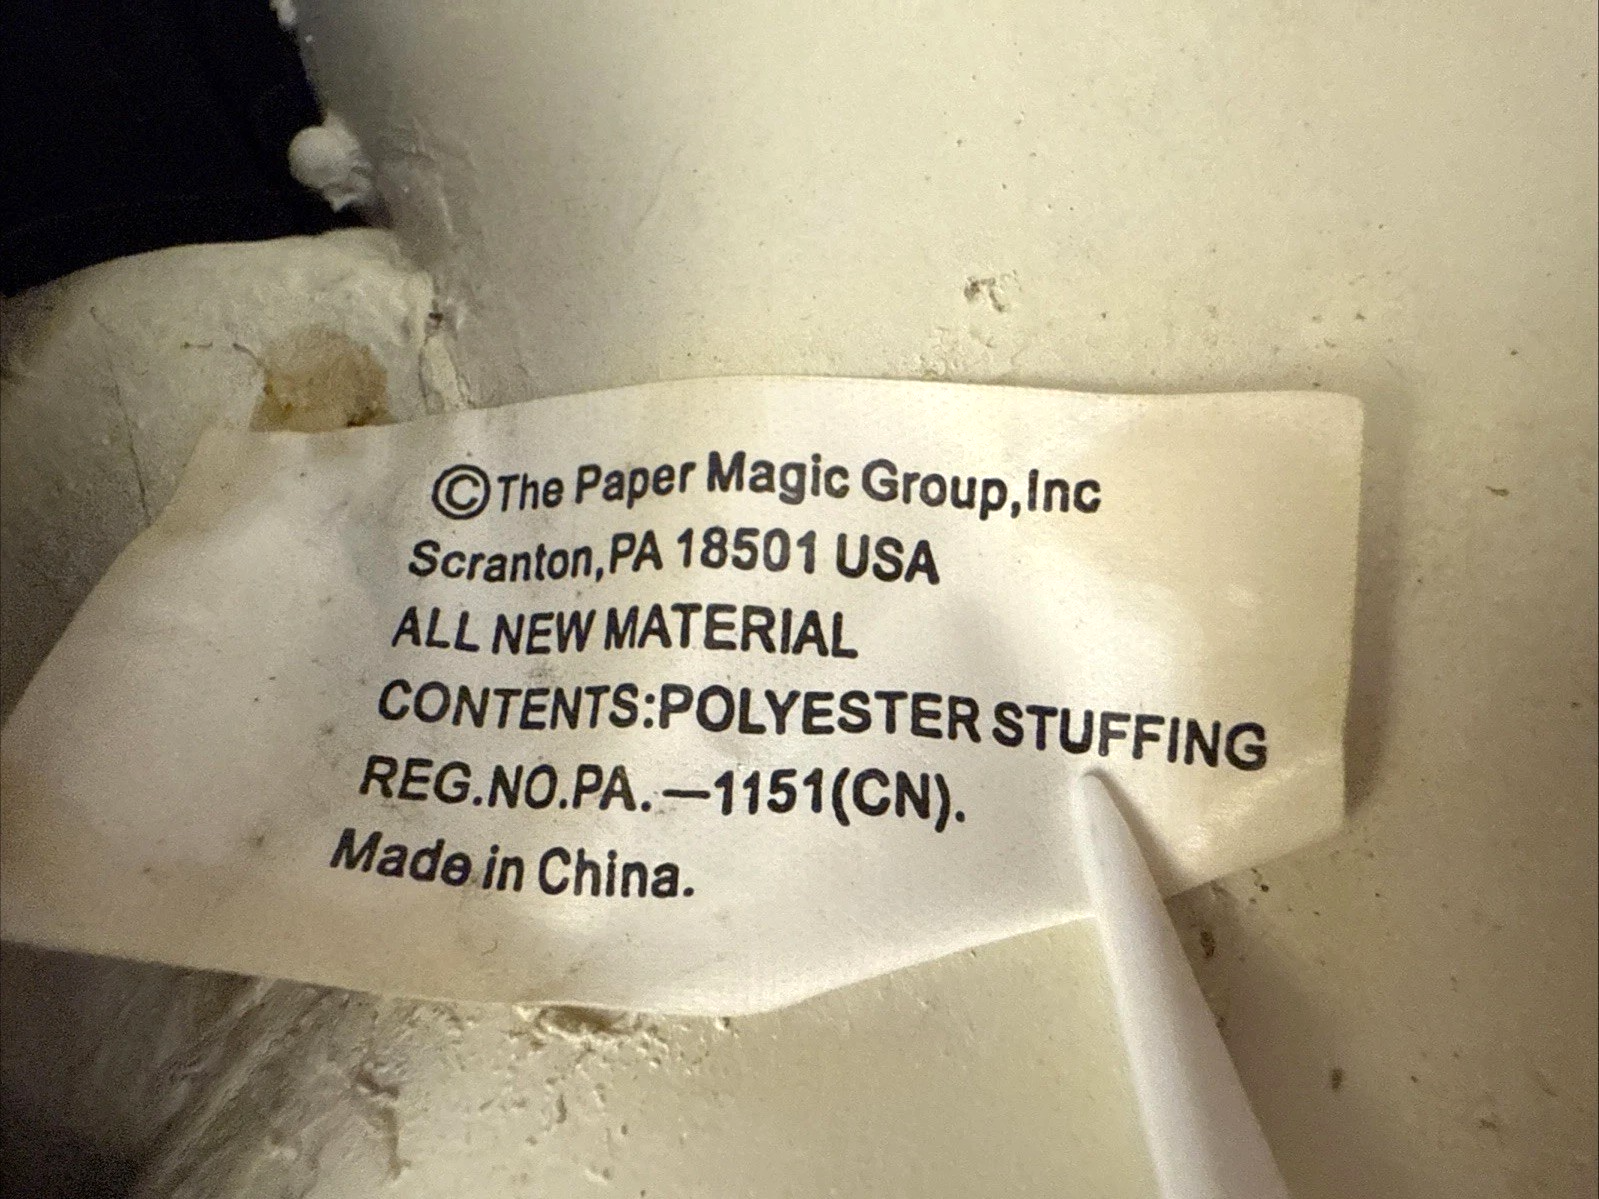 ©The Paper Magic Group,Inc
Scranton,PA 18501 USA
ALL NEW MATERIAL
CONTENTS:POLYESTER STUFFING
REG.NO.PA.—1151(CN).
Made in China.